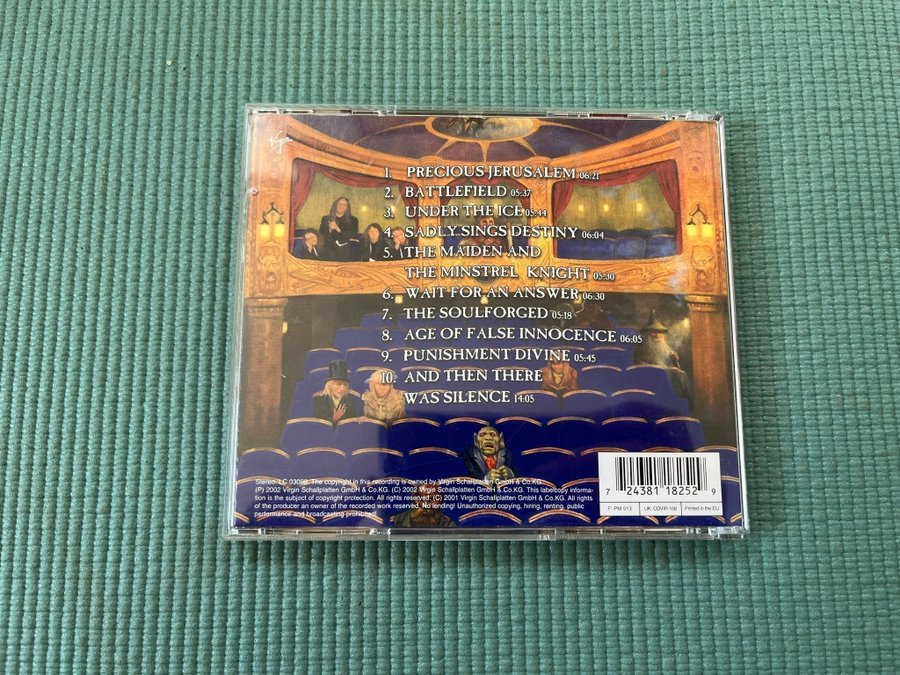 Virgin
1. PRECIOUS JERUSALEM 06:21
2. BATTLEFIELD 05:37
3. UNDER THE ICE 05:44
4. SADLY SINGS DESTINY 06:04
5. THE MAIDEN AND
THE MINSTREL KNIGHT 05:30
6. WAIT FOR AN ANSWER 06:30
7. THE SOULFORGED 05:18
8. AGE OF FALSE INNOCENCE 06:05
9. PUNISHMENT DIVINE 05:45
10. AND THEN THERE
WAS SILENCE 14:05
Stereo. LC 03098. The copyright in this recording is owned by Virgin Schallplatten GmbH & Co.KG.
(P) 2002 Virgin Schallplatten GmbH & Co.KG. (C) 2002 Virgin Schallplatten GmbH & Co.KG. This labelcopy informa-
tion is the subject of copyright protection. All rights reserved. (C) 2001 Virgin Schallplatten GmbH & Co.KG. All rights
of the producer an owner of the recorded work reserved. No lending! Unauthorized copying, hiring, renting, public
performance and broadcasting prohibited!
7 24381 18252 9
F: PM 513 UK: CDVIR 168 Printed in the EU